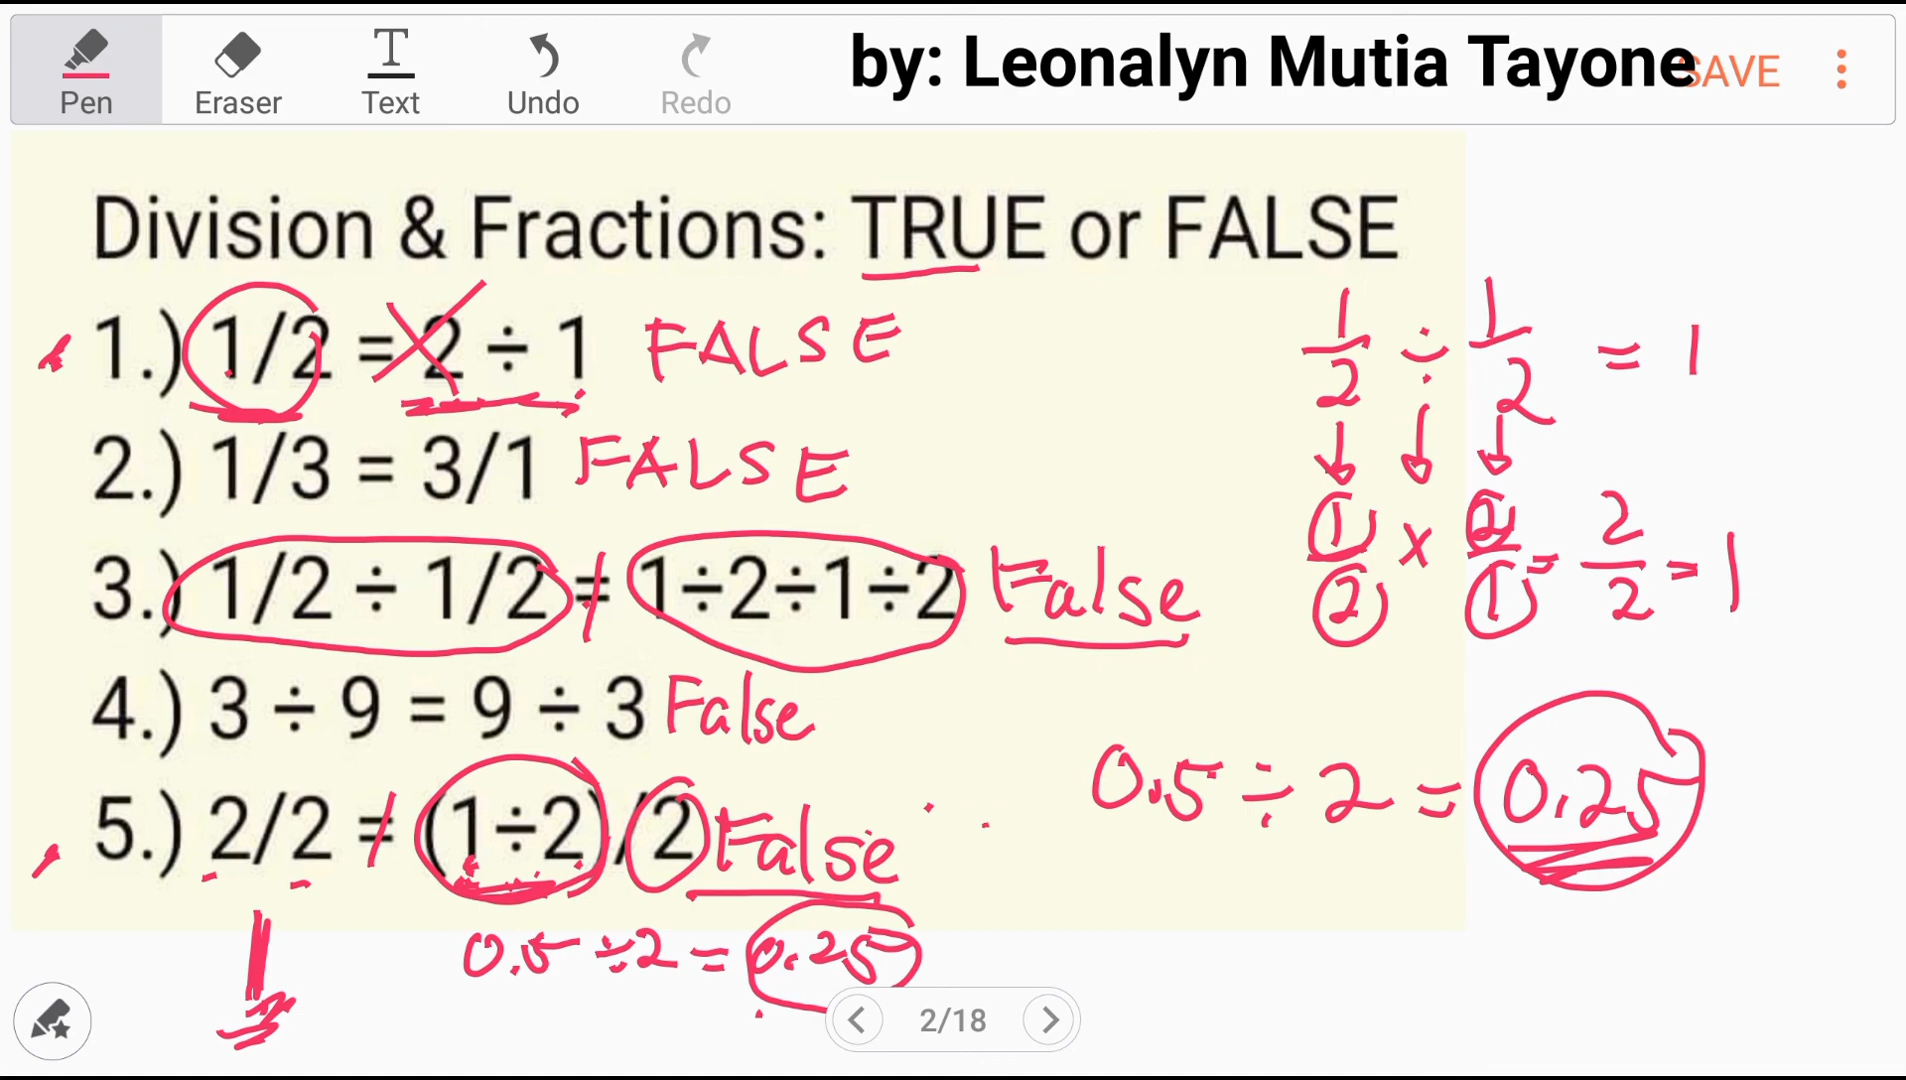 by: Leonalyn Mutia Tayone
SAVE
Pen Eraser Text Undo Redo
Division & Fractions: TRUE or FALSE
1.) 1/2 = 2 ÷ 1 FALSE
1/2 ÷ 1/2 = 1
2.) 1/3 = 3/1 FALSE
1/2 x 2/1 = 2/2 = 1
3.) 1/2 ÷ 1/2 = 1÷2÷1÷2 False
4.) 3 ÷ 9 = 9 ÷ 3 False
0.5 ÷ 2 = 0.25
5.) 2/2 = (1÷2)/2 False
1
0.5 ÷ 2 = 0.25
2/18